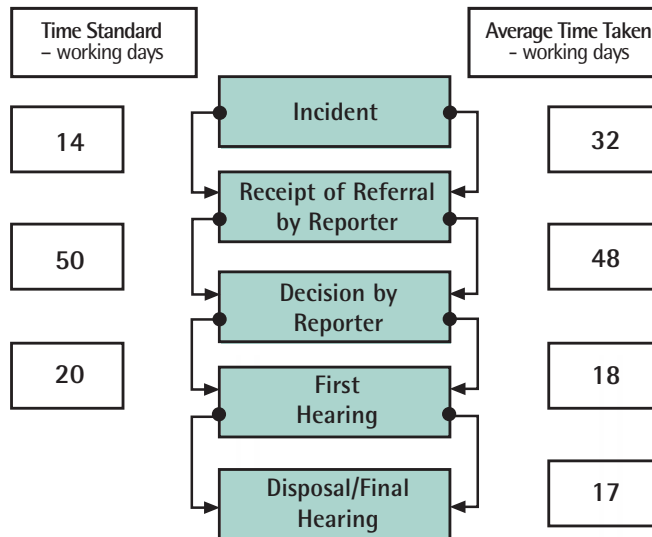 Time Standard
– working days
Average Time Taken
- working days
Incident
14
32
Receipt of Referral
by Reporter
50
48
Decision by
Reporter
20
18
First
Hearing
17
Disposal/Final
Hearing